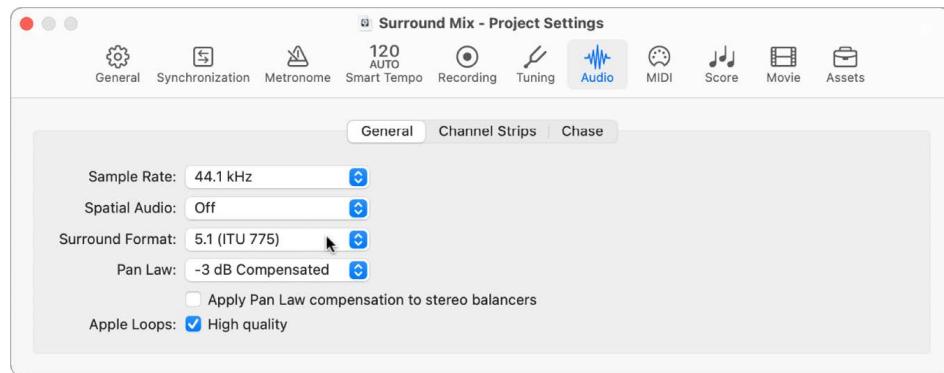 Surround Mix - Project Settings
120
AUTO
General Synchronization Metronome Smart Tempo Recording Tuning Audio MIDI Score Movie Assets
General Channel Strips Chase
Sample Rate: 44.1 kHz
Spatial Audio: Off
Surround Format: 5.1 (ITU 775)
Pan Law: -3 dB Compensated
Apply Pan Law compensation to stereo balancers
Apple Loops: High quality